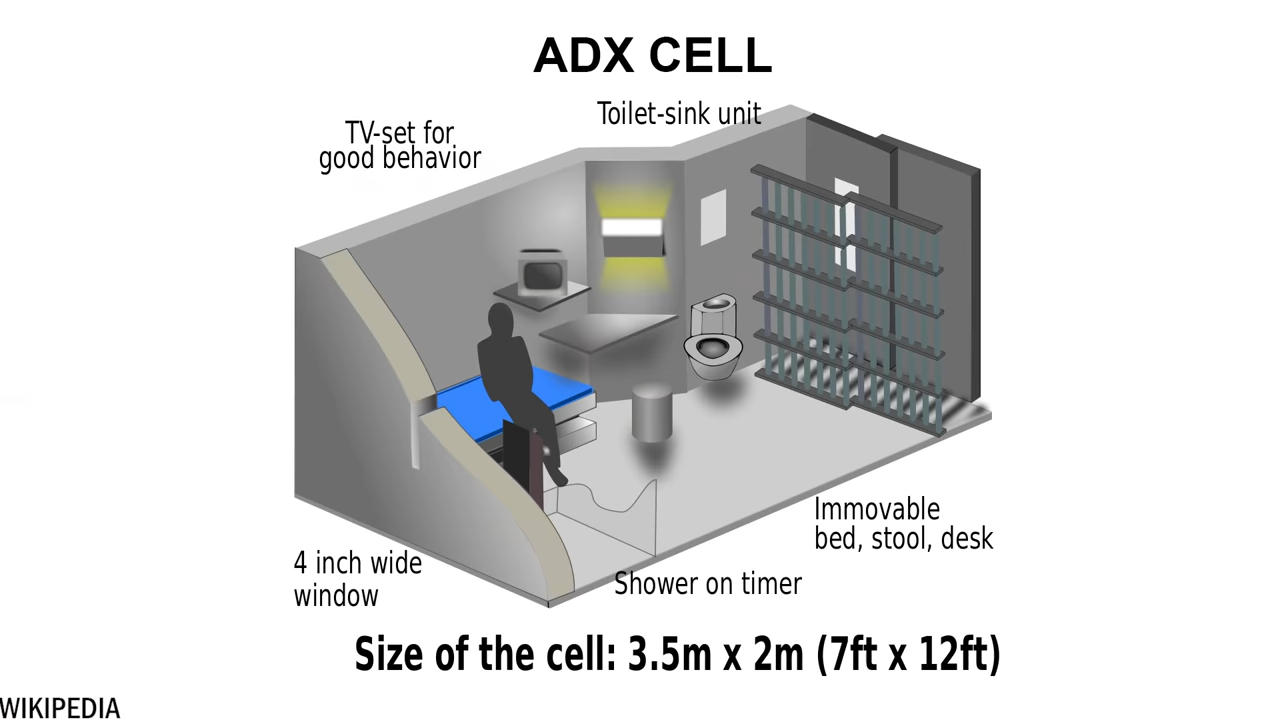 ADX CELL
Toilet-sink unit
TV-set for
good behavior
Immovable
bed, stool, desk
4 inch wide
window
Shower on timer
Size of the cell: 3.5m x 2m (7ft x 12ft)
WIKIPEDIA